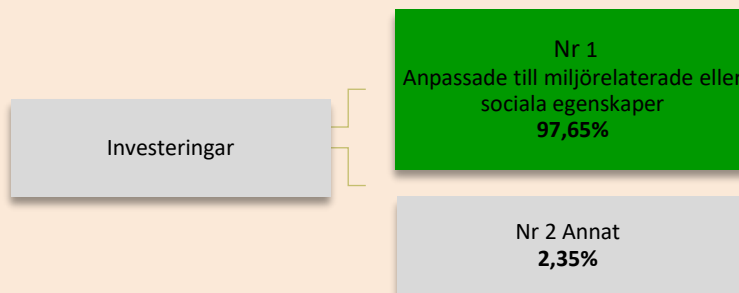 Investeringar
Nr 1
Anpassade till miljörelaterade eller
sociala egenskaper
97,65%
Nr 2 Annat
2,35%